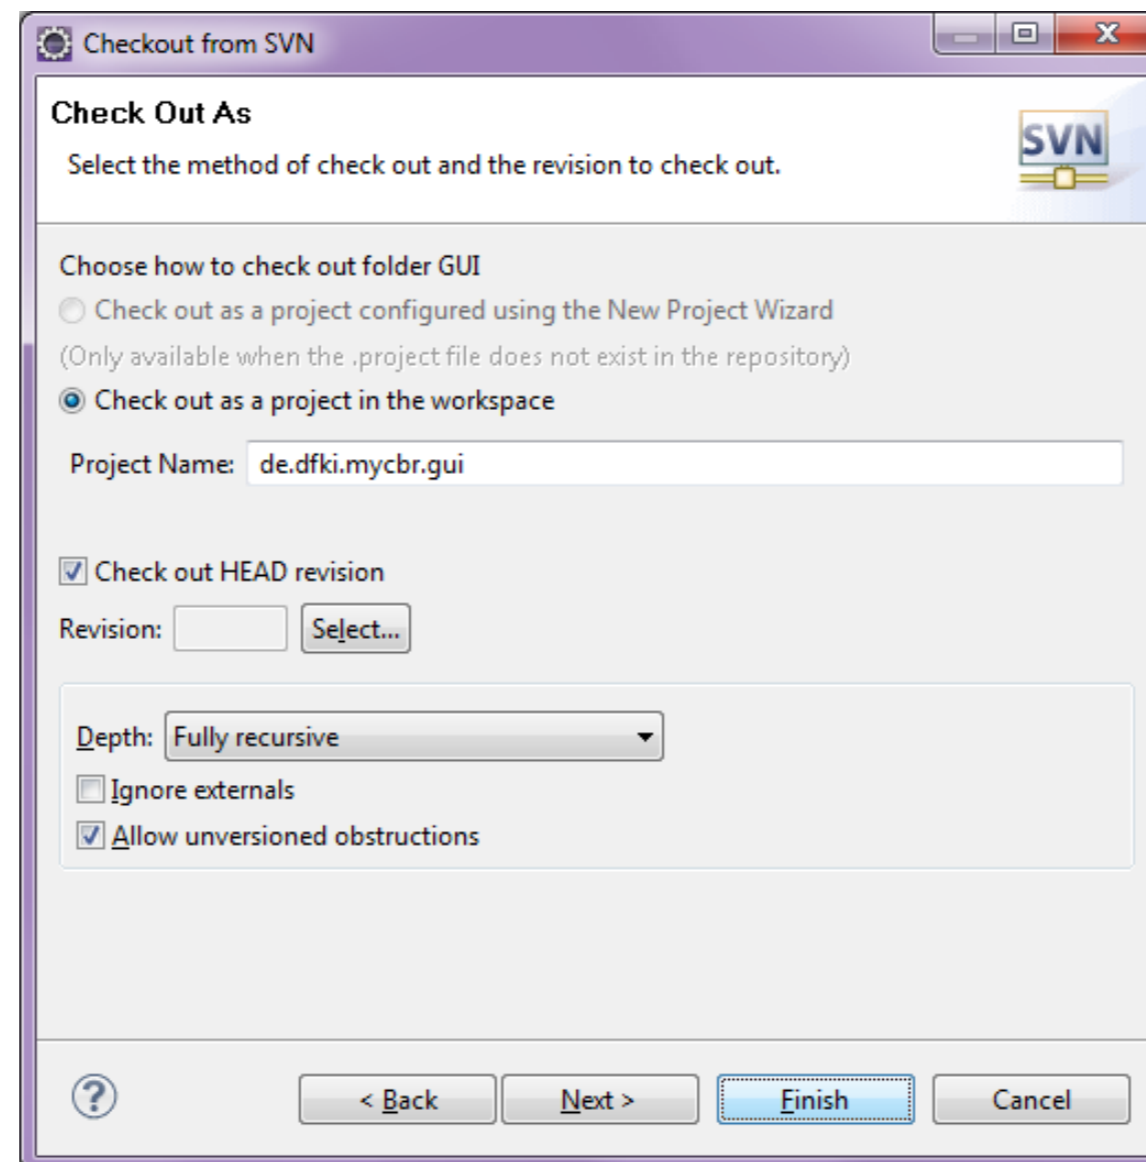 Checkout from SVN
Check Out As
Select the method of check out and the revision to check out.
SVN
Choose how to check out folder GUI
Check out as a project configured using the New Project Wizard
(Only available when the .project file does not exist in the repository)
Check out as a project in the workspace
Project Name: de.dfki.mycbr.gui
Check out HEAD revision
Revision: Select...
Depth: Fully recursive
Ignore externals
Allow unversioned obstructions
? < Back Next > Finish Cancel